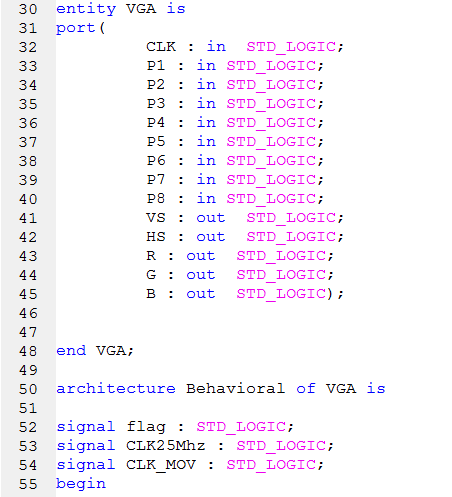 30 entity VGA is
31 port(
32 CLK : in STD_LOGIC;
33 P1 : in STD_LOGIC;
34 P2 : in STD_LOGIC;
35 P3 : in STD_LOGIC;
36 P4 : in STD_LOGIC;
37 P5 : in STD_LOGIC;
38 P6 : in STD_LOGIC;
39 P7 : in STD_LOGIC;
40 P8 : in STD_LOGIC;
41 VS : out STD_LOGIC;
42 HS : out STD_LOGIC;
43 R : out STD_LOGIC;
44 G : out STD_LOGIC;
45 B : out STD_LOGIC);
46
47
48 end VGA;
49
50 architecture Behavioral of VGA is
51
52 signal flag : STD_LOGIC;
53 signal CLK25Mhz : STD_LOGIC;
54 signal CLK_MOV : STD_LOGIC;
55 begin